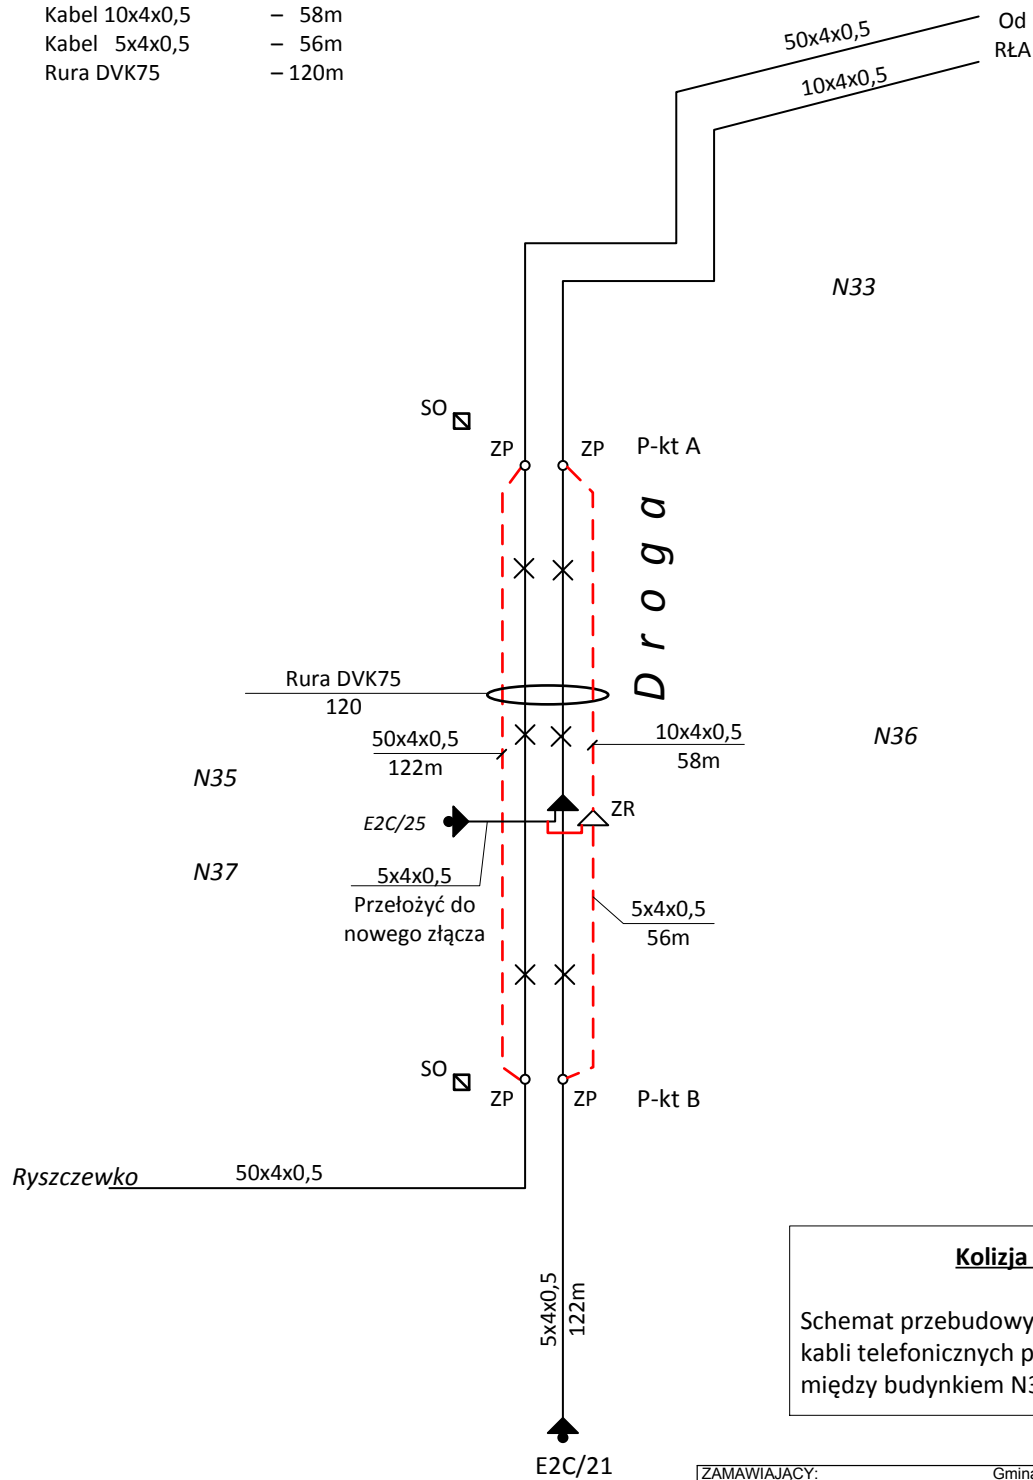 Kabel 10x4x0,5 – 58m
Kabel 5x4x0,5 – 56m
Rura DVK75 – 120m
50x4x0,5
Od
RŁA
10x4x0,5
N33
SO
ZP
ZP
P-kt A
Droga
Rura DVK75
120
50x4x0,5
122m
10x4x0,5
58m
N36
N35
E2C/25
ZR
N37
5x4x0,5
Przełożyć do
nowego złącza
5x4x0,5
56m
SO
ZP
ZP
P-kt B
Ryszczewko
50x4x0,5
5x4x0,5
122m
E2C/21
Kolizja
Schemat przebudowy
kabli telefonicznych p
między budynkiem N3
ZAMAWIAJĄCY: Gmina